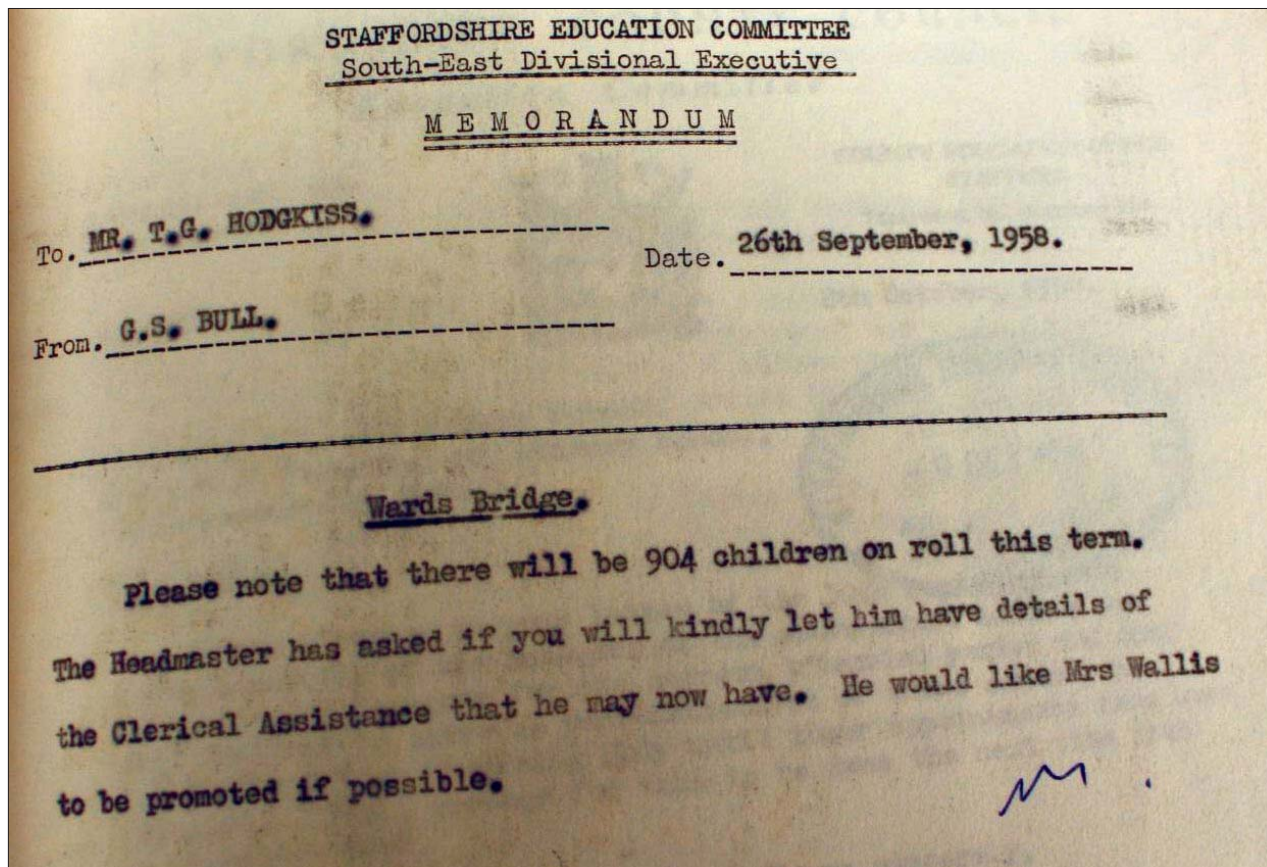 STAFFORDSHIRE EDUCATION COMMITTEE
South-East Divisional Executive
MEMORANDUM
To. MR. T.G. HODGKISS.
Date. 26th September, 1958.
From. G.S. BULL.
Wards Bridge.
Please note that there will be 904 children on roll this term.
The Headmaster has asked if you will kindly let him have details of
the Clerical Assistance that he may now have. He would like Mrs Wallis
to be promoted if possible.